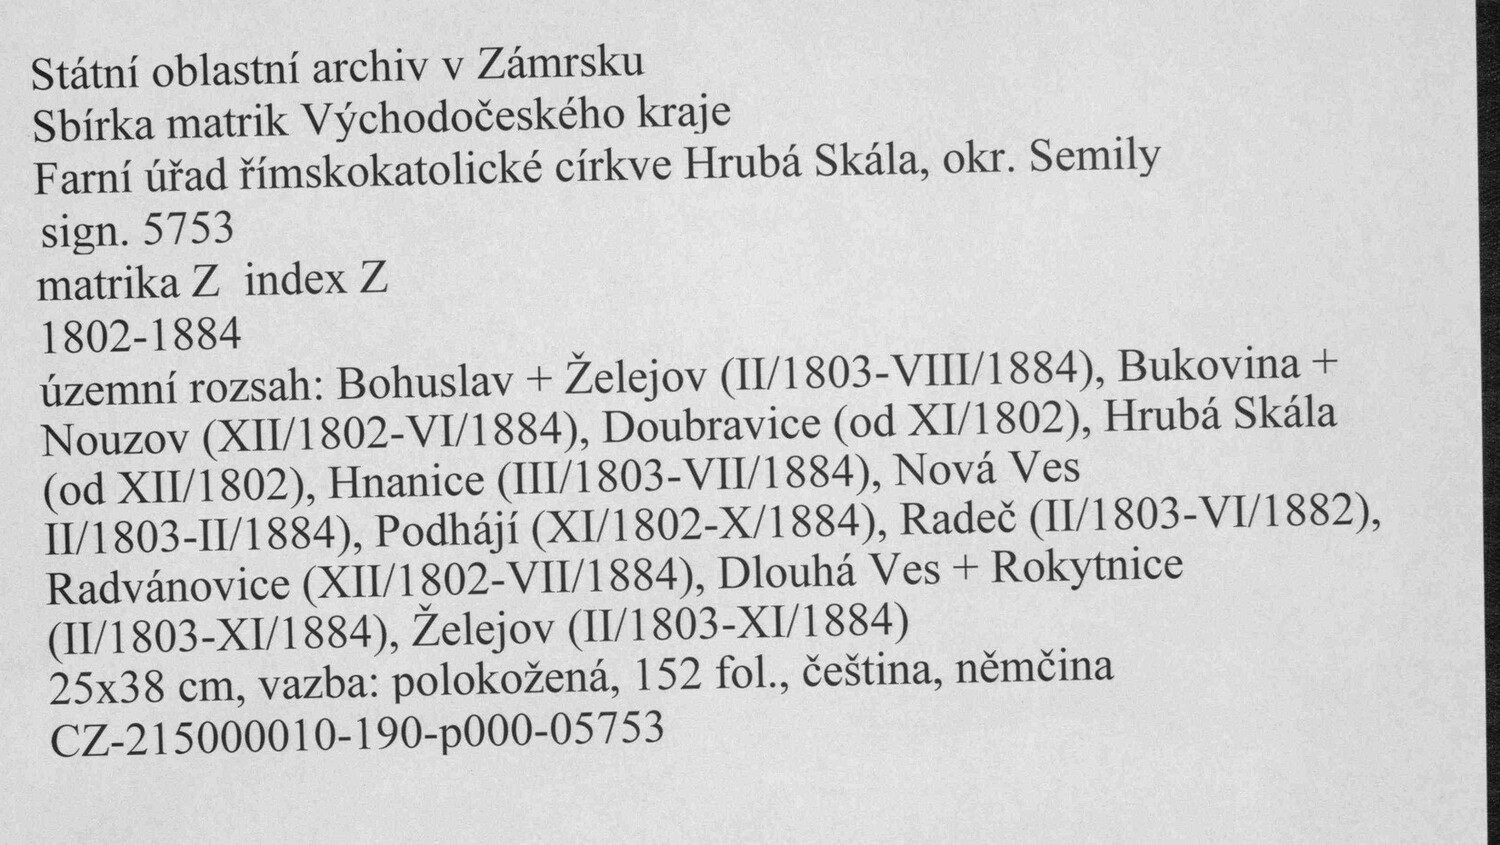 Státní oblastní archiv v Zámrsku
Sbírka matrik Východočeského kraje
Farní úřad římskokatolické církve Hrubá Skála, okr. Semily
sign. 5753
matrika Z  index Z
1802-1884
územní rozsah: Bohuslav + Želejov (II/1803-VIII/1884), Bukovina +
Nouzov (XII/1802-VI/1884), Doubravice (od XI/1802), Hrubá Skála
(od XII/1802), Hnanice (III/1803-VII/1884), Nová Ves
II/1803-II/1884), Podhájí (XI/1802-X/1884), Radeč (II/1803-VI/1882),
Radvánovice (XII/1802-VII/1884), Dlouhá Ves + Rokytnice
(II/1803-XI/1884), Želejov (II/1803-XI/1884)
25x38 cm, vazba: polokožená, 152 fol., čeština, němčina
CZ-215000010-190-p000-05753